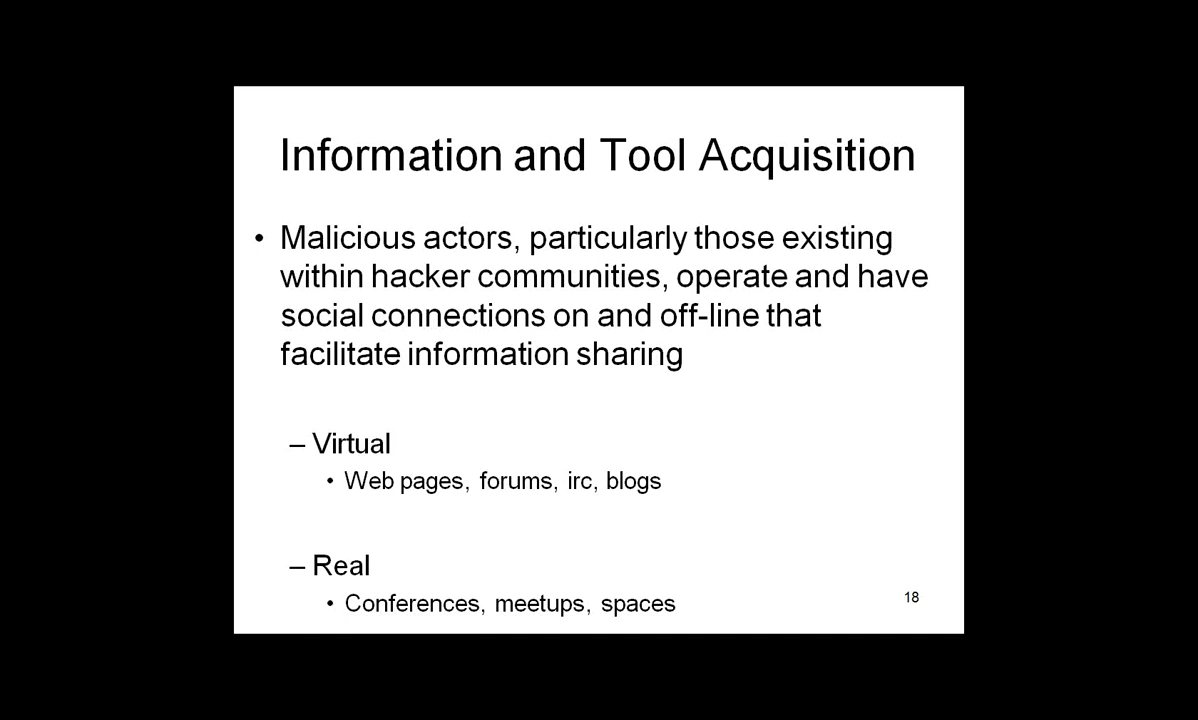 Information and Tool Acquisition
• Malicious actors, particularly those existing
within hacker communities, operate and have
social connections on and off-line that
facilitate information sharing
– Virtual
• Web pages, forums, irc, blogs
– Real
• Conferences, meetups, spaces
18